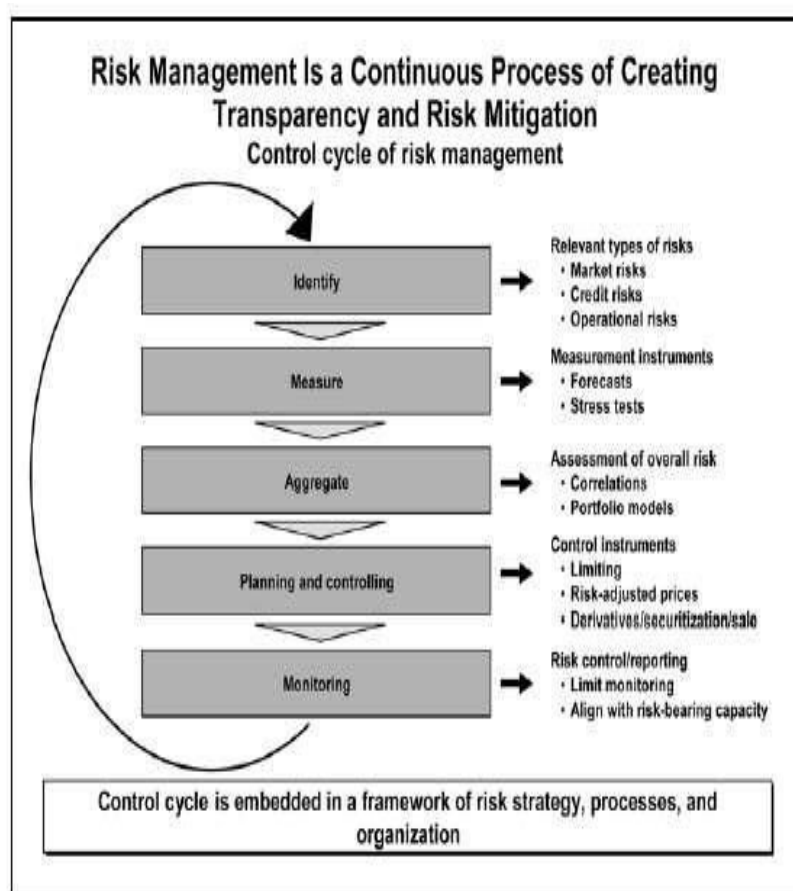 Risk Management Is a Continuous Process of Creating
Transparency and Risk Mitigation
Control cycle of risk management
Identify
Relevant types of risks
• Market risks
• Credit risks
• Operational risks
Measure
Measurement instruments
• Forecasts
• Stress tests
Aggregate
Assessment of overall risk
• Correlations
• Portfolio models
Planning and controlling
Control instruments
• Limiting
• Risk-adjusted prices
• Derivatives/securitization/sale
Monitoring
Risk control/reporting
• Limit monitoring
• Align with risk-bearing capacity
Control cycle is embedded in a framework of risk strategy, processes, and
organization